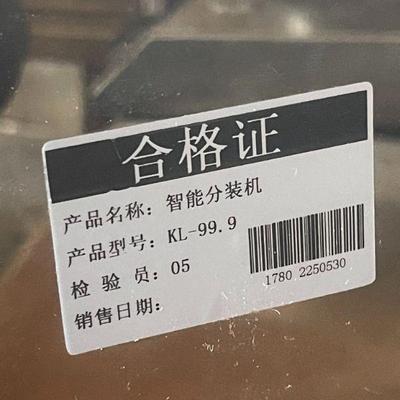 合格证
产品名称：智能分装机
产品型号：KL-99.9
检 验 员：05
销售日期：
1780 2250530